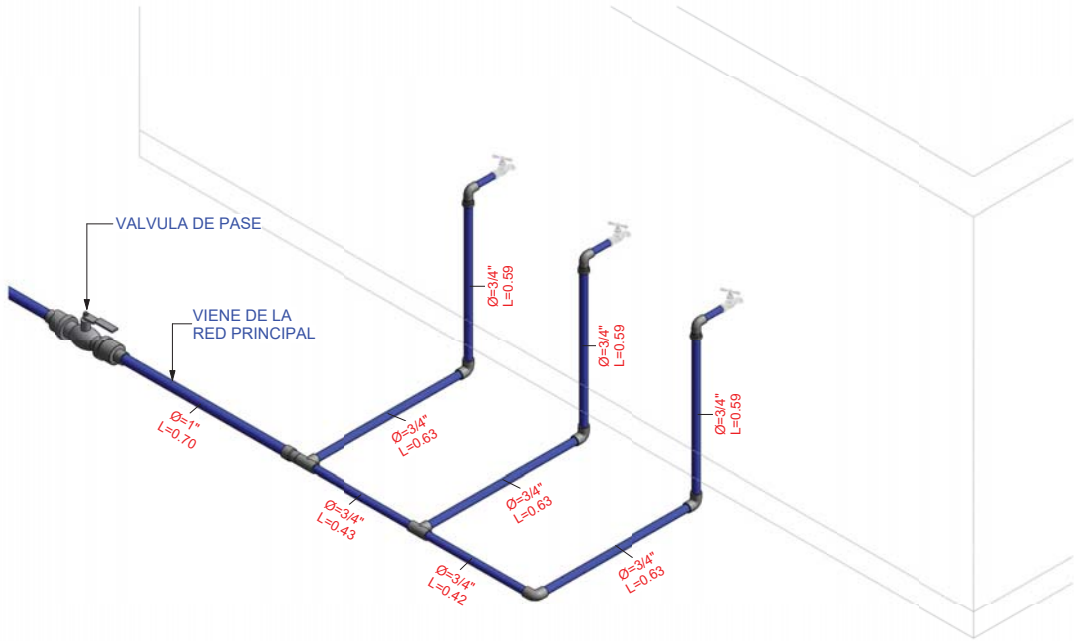 VALVULA DE PASE
VIENE DE LA
RED PRINCIPAL
Ø=1"
L=0.70
Ø=3/4"
L=0.43
Ø=3/4"
L=0.42
Ø=3/4"
L=0.63
Ø=3/4"
L=0.59
Ø=3/4"
L=0.63
Ø=3/4"
L=0.59
Ø=3/4"
L=0.63
Ø=3/4"
L=0.59